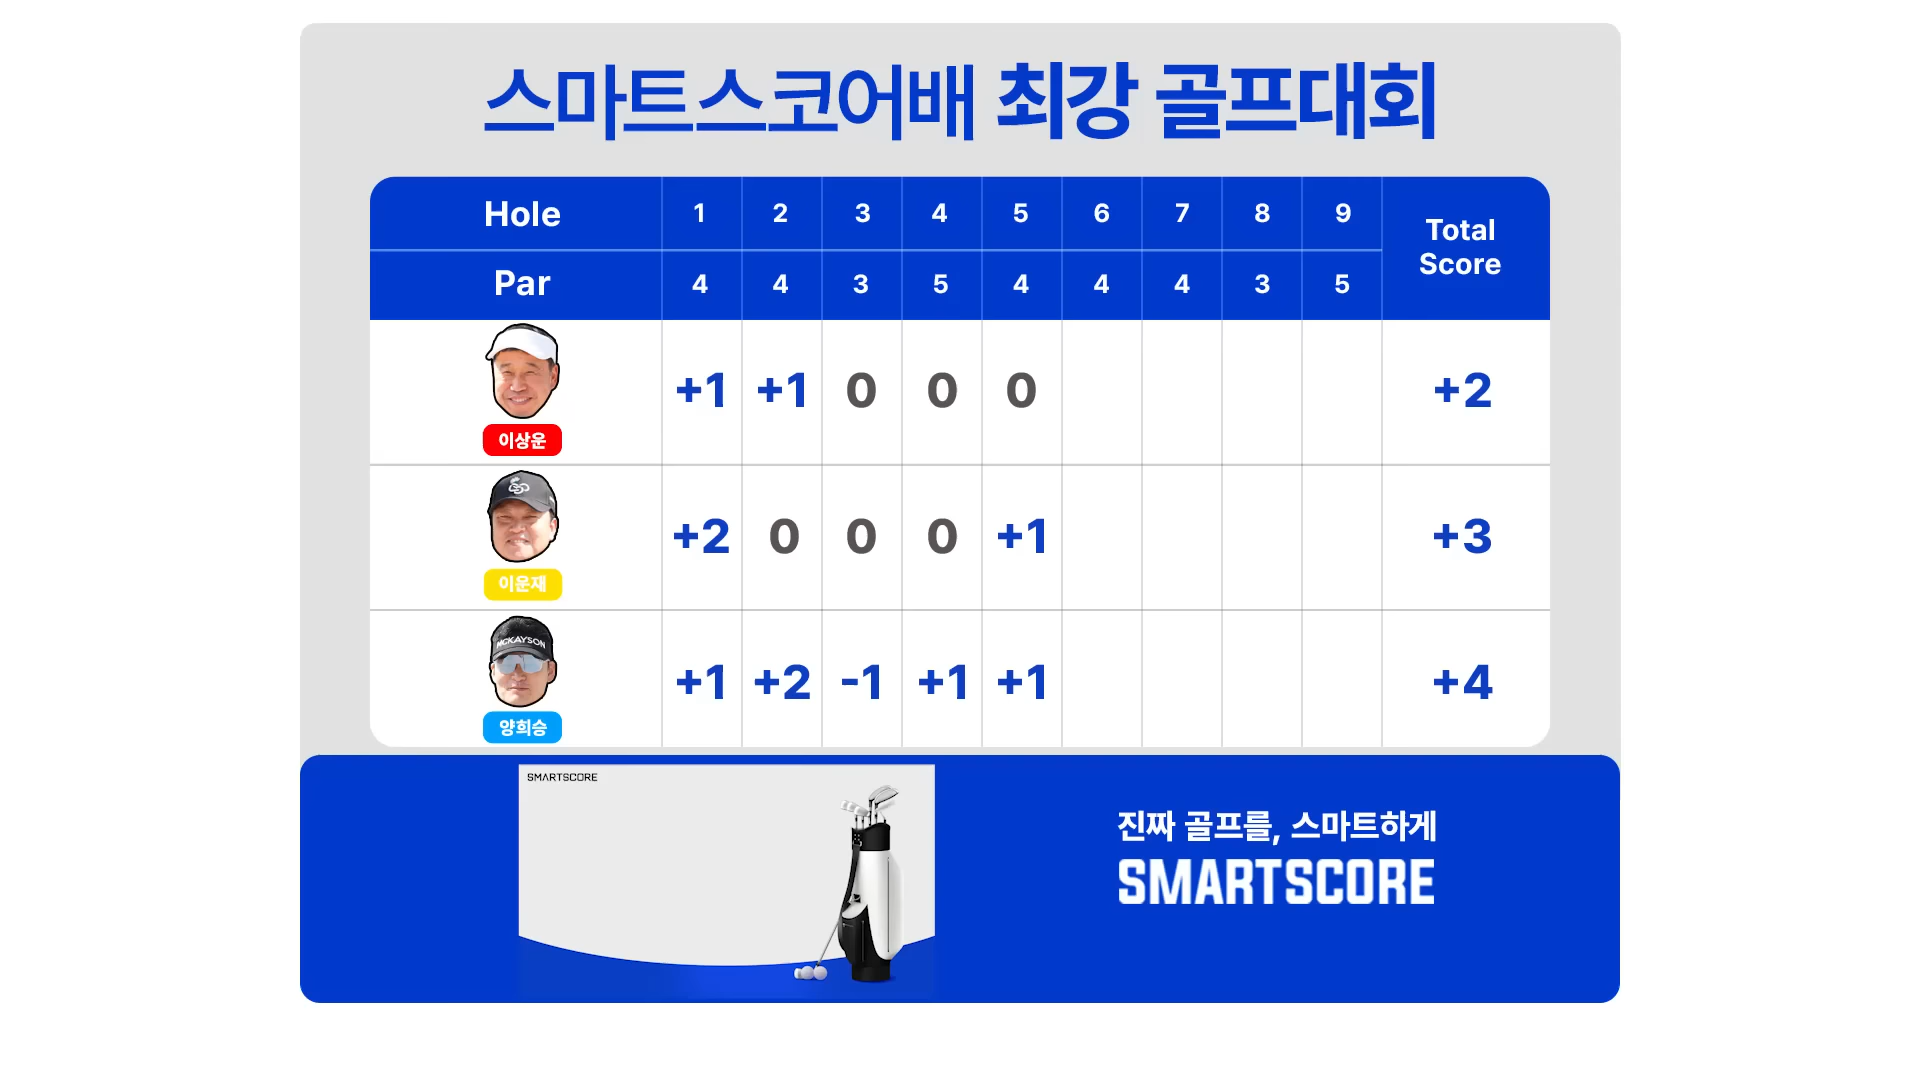 스마트스코어배 최강 골프대회
Hole 1 2 3 4 5 6 7 8 9 Total Score
Par 4 4 3 5 4 4 4 3 5
+1 +1 0 0 0 +2
이상운
+2 0 0 0 +1 +3
이운재
MCKAYSON
+1 +2 -1 +1 +1 +4
양희승
SMARTSCORE
진짜 골프를, 스마트하게
SMARTSCORE